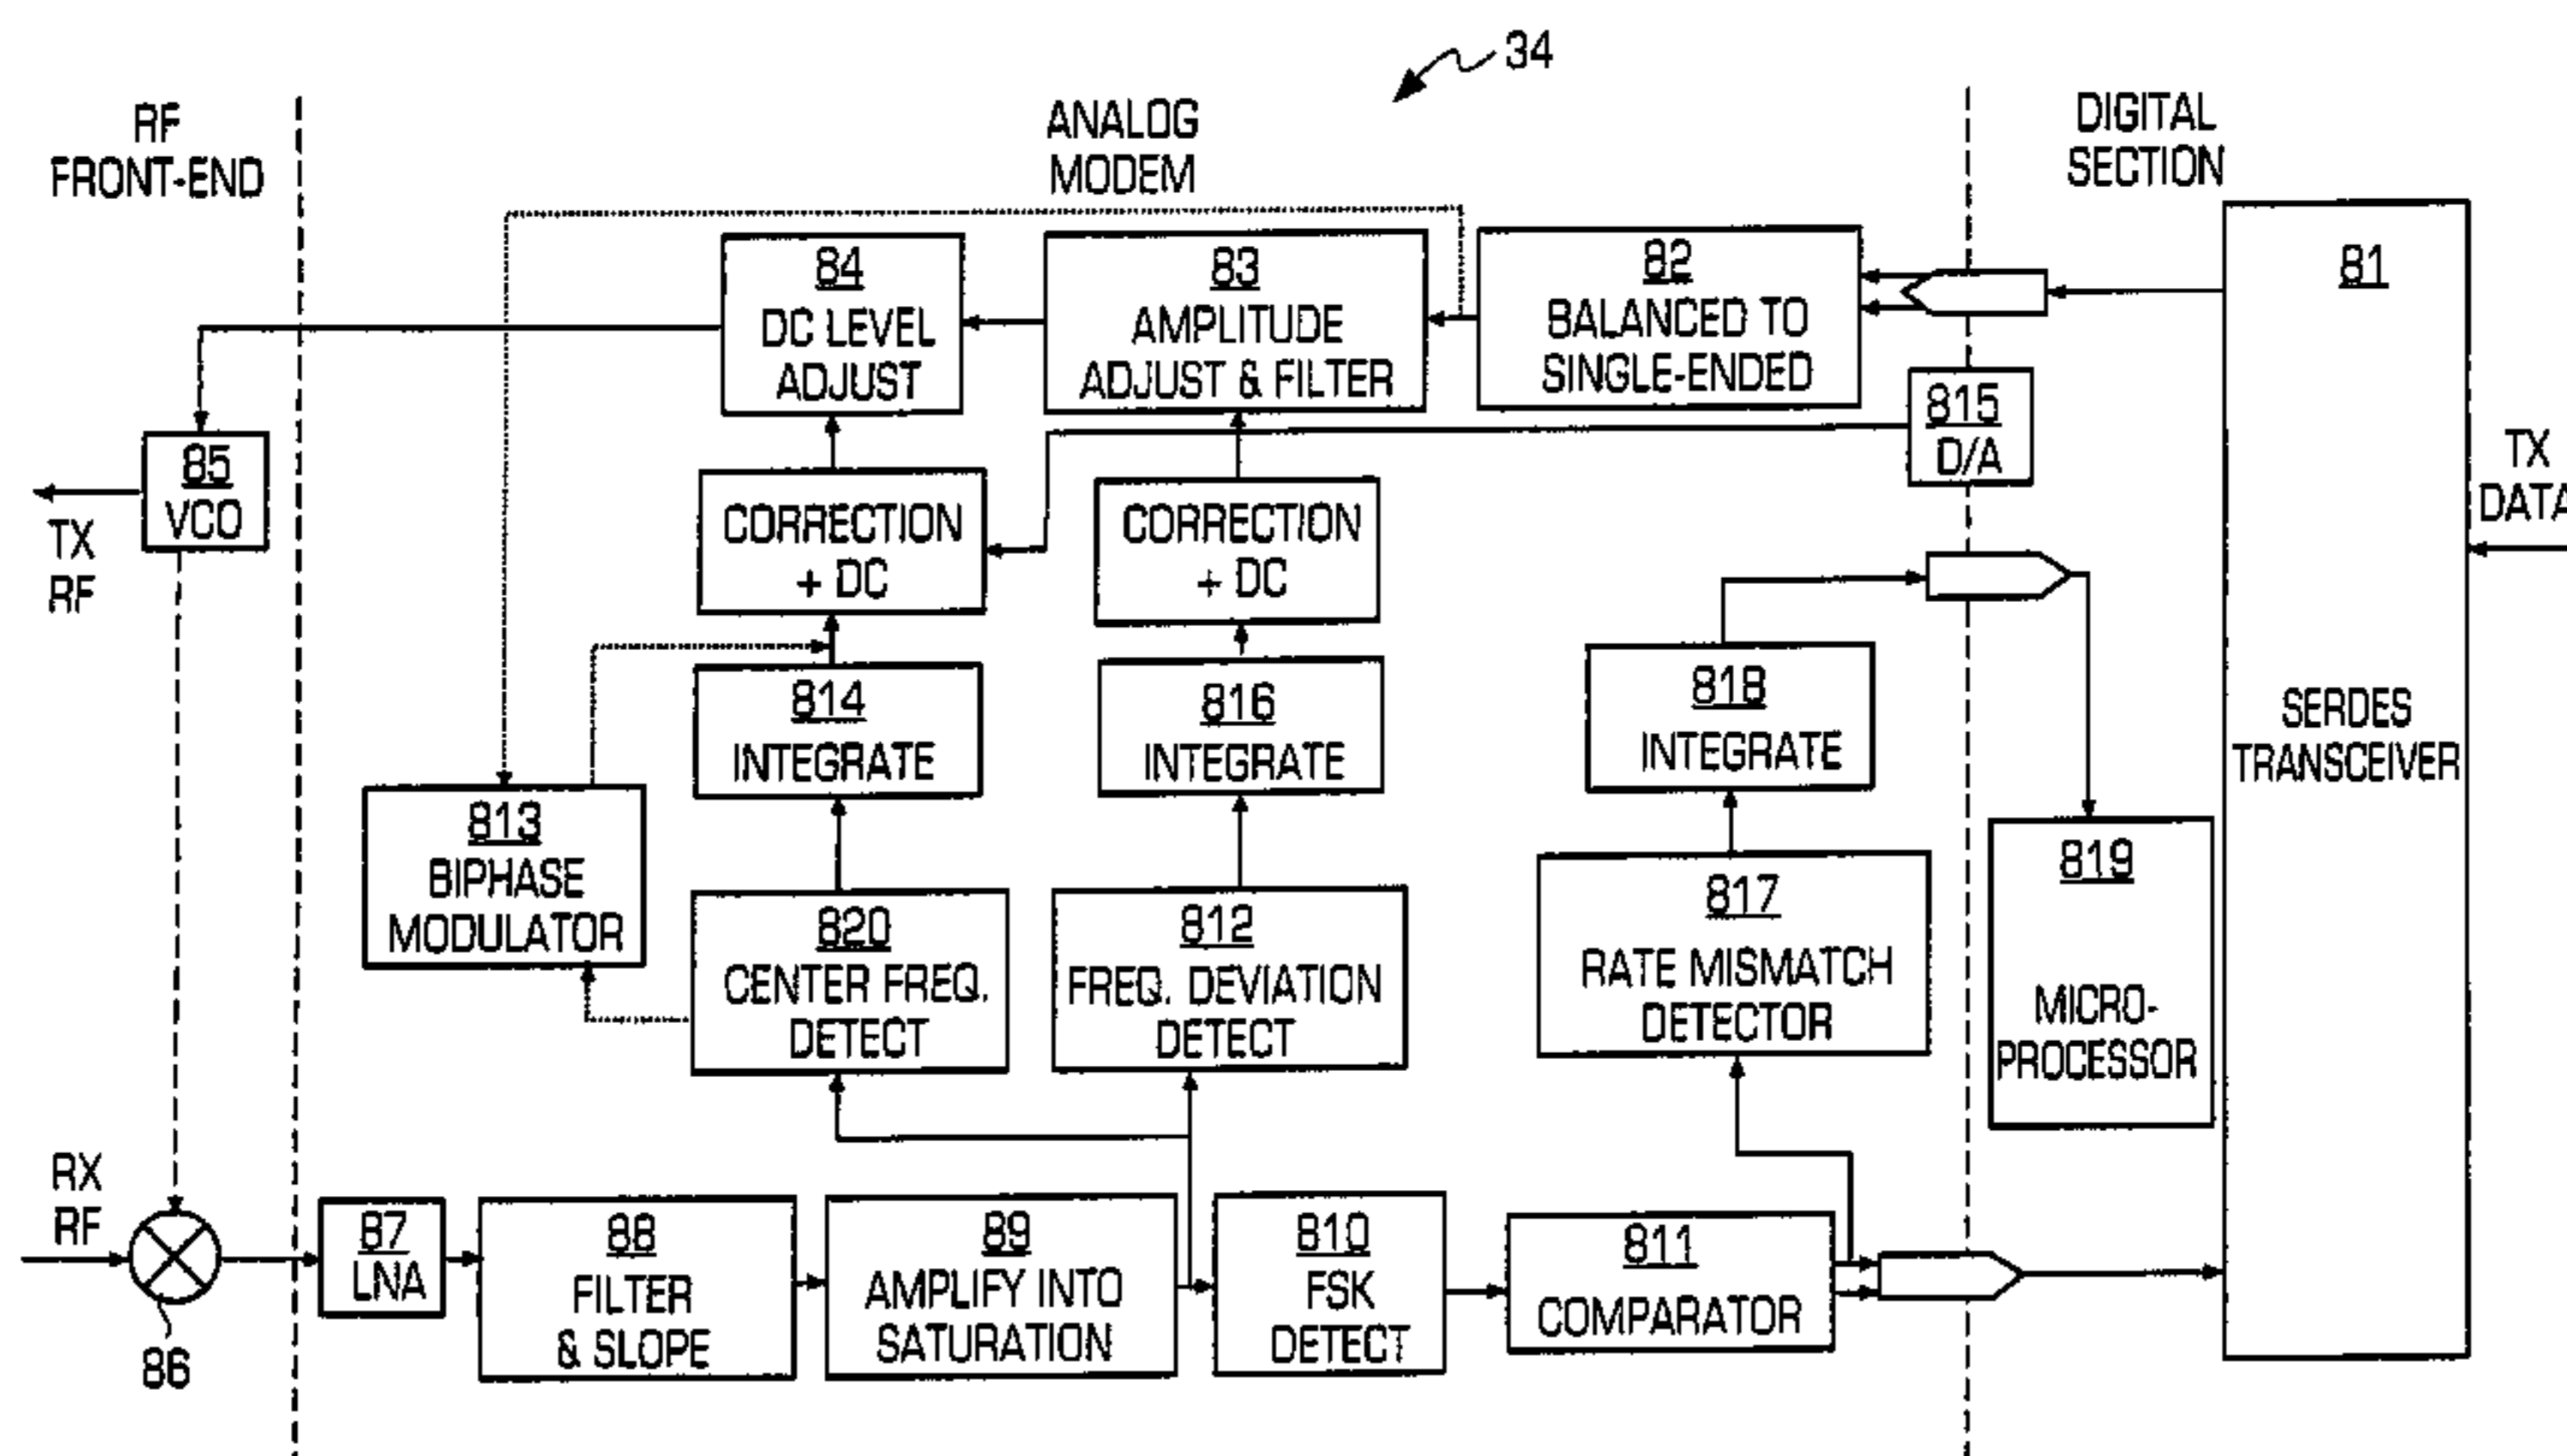 34
RF
FRONT-END
ANALOG
MODEM
DIGITAL
SECTION
84
DC LEVEL
ADJUST
83
AMPLITUDE
ADJUST & FILTER
82
BALANCED TO
SINGLE-ENDED
81
SERDES
TRANSCEIVER
815
D/A
TX
DATA
85
VCO
TX
RF
CORRECTION
+ DC
CORRECTION
+ DC
814
INTEGRATE
816
INTEGRATE
818
INTEGRATE
813
BIPHASE
MODULATOR
820
CENTER FREQ.
DETECT
812
FREQ. DEVIATION
DETECT
817
RATE MISMATCH
DETECTOR
819
MICRO-
PROCESSOR
RX
RF
86
87
LNA
88
FILTER
& SLOPE
89
AMPLIFY INTO
SATURATION
810
FSK
DETECT
811
COMPARATOR